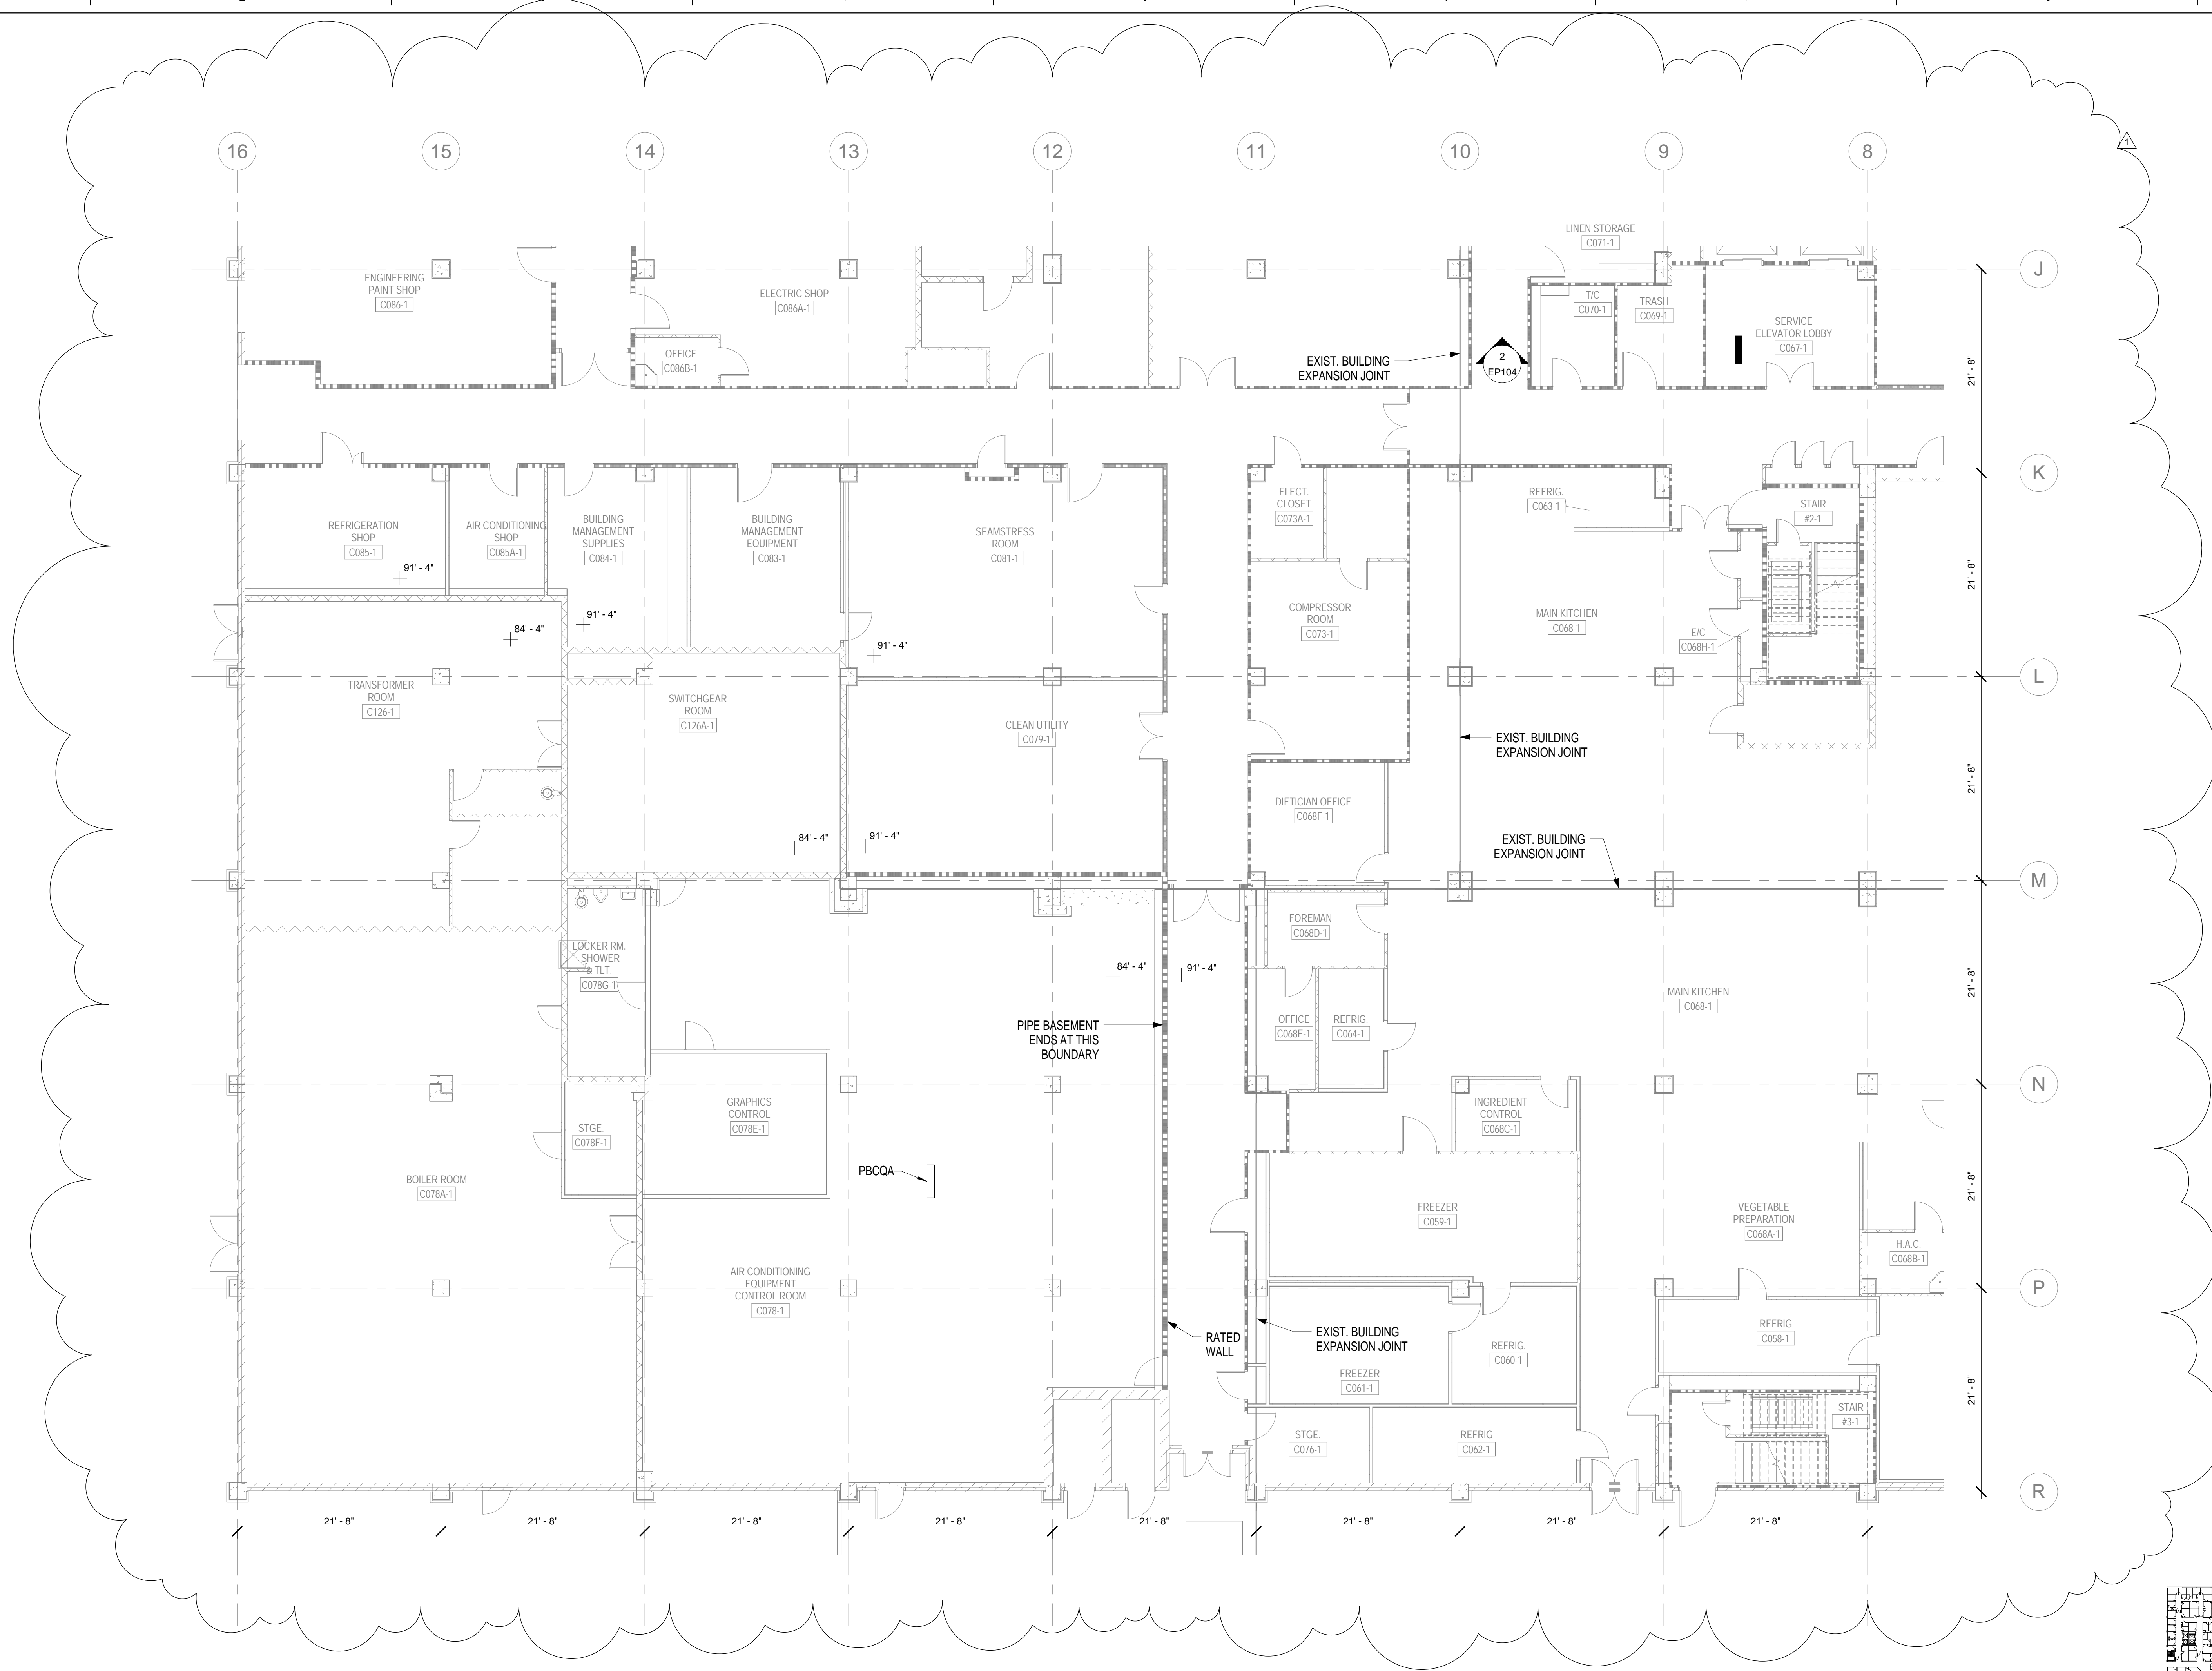 16
15
14
13
12
11
10
9
8
1
LINEN STORAGE
C071-1
J
ENGINEERING
PAINT SHOP
C086-1
ELECTRIC SHOP
C086A-1
T/C
C070-1
TRASH
C069-1
SERVICE
ELEVATOR LOBBY
C067-1
OFFICE
C086B-1
EXIST. BUILDING
EXPANSION JOINT
2
EP104
21' - 8"
K
REFRIGERATION
SHOP
C085-1
AIR CONDITIONING
SHOP
C085A-1
BUILDING
MANAGEMENT
SUPPLIES
C084-1
BUILDING
MANAGEMENT
EQUIPMENT
C083-1
SEAMSTRESS
ROOM
C081-1
ELECT.
CLOSET
C073A-1
REFRIG.
C063-1
STAIR
#2-1
91' - 4"
84' - 4"
91' - 4"
91' - 4"
COMPRESSOR
ROOM
C073-1
MAIN KITCHEN
C068-1
E/C
C068H-1
21' - 8"
L
TRANSFORMER
ROOM
C126-1
SWITCHGEAR
ROOM
C126A-1
CLEAN UTILITY
C079-1
EXIST. BUILDING
EXPANSION JOINT
21' - 8"
DIETICIAN OFFICE
C068F-1
84' - 4"
91' - 4"
EXIST. BUILDING
EXPANSION JOINT
M
LOCKER RM.
SHOWER
& TLT.
C078G-1
FOREMAN
C068D-1
84' - 4"
91' - 4"
21' - 8"
MAIN KITCHEN
C068-1
PIPE BASEMENT
ENDS AT THIS
BOUNDARY
OFFICE
C068E-1
REFRIG.
C064-1
N
STGE.
C078F-1
GRAPHICS
CONTROL
C078E-1
INGREDIENT
CONTROL
C068C-1
PBCQA
BOILER ROOM
C078A-1
21' - 8"
FREEZER
C059-1
VEGETABLE
PREPARATION
C068A-1
H.A.C.
C068B-1
AIR CONDITIONING
EQUIPMENT
CONTROL ROOM
C078-1
P
RATED
WALL
EXIST. BUILDING
EXPANSION JOINT
FREEZER
C061-1
REFRIG.
C060-1
REFRIG
C058-1
21' - 8"
STGE.
C076-1
REFRIG
C062-1
STAIR
#3-1
R
21' - 8"
21' - 8"
21' - 8"
21' - 8"
21' - 8"
21' - 8"
21' - 8"
21' - 8"